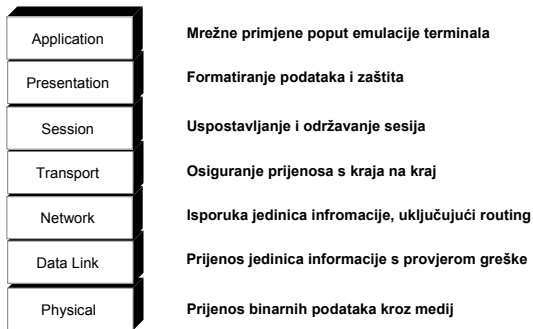 Application Mrežne primjene poput emulacije terminala
Presentation Formatiranje podataka i zaštita
Session Uspostavljanje i održavanje sesija
Transport Osiguranje prijenosa s kraja na kraj
Network Isporuka jedinica infromacije, uključujući routing
Data Link Prijenos jedinica informacije s provjerom greške
Physical Prijenos binarnih podataka kroz medij